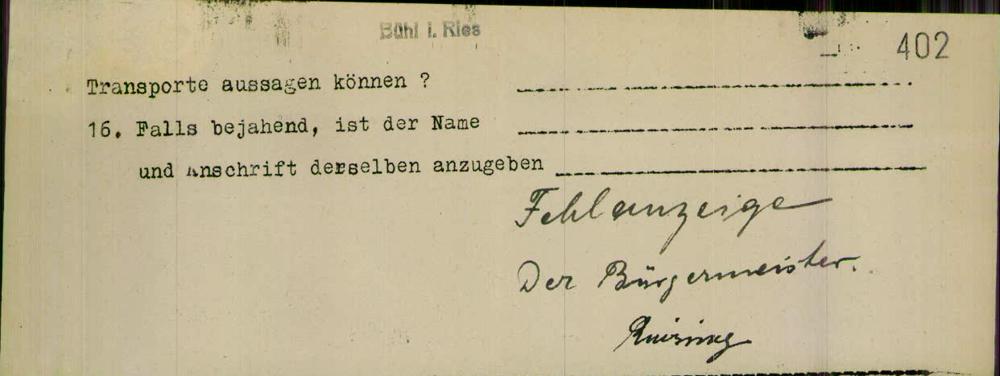 Bühl i. Ries
402
Transporte aussagen können ?
16. Falls bejahend, ist der Name
und Anschrift derselben anzugeben
Fehlanzeige
Der Bürgermeister.